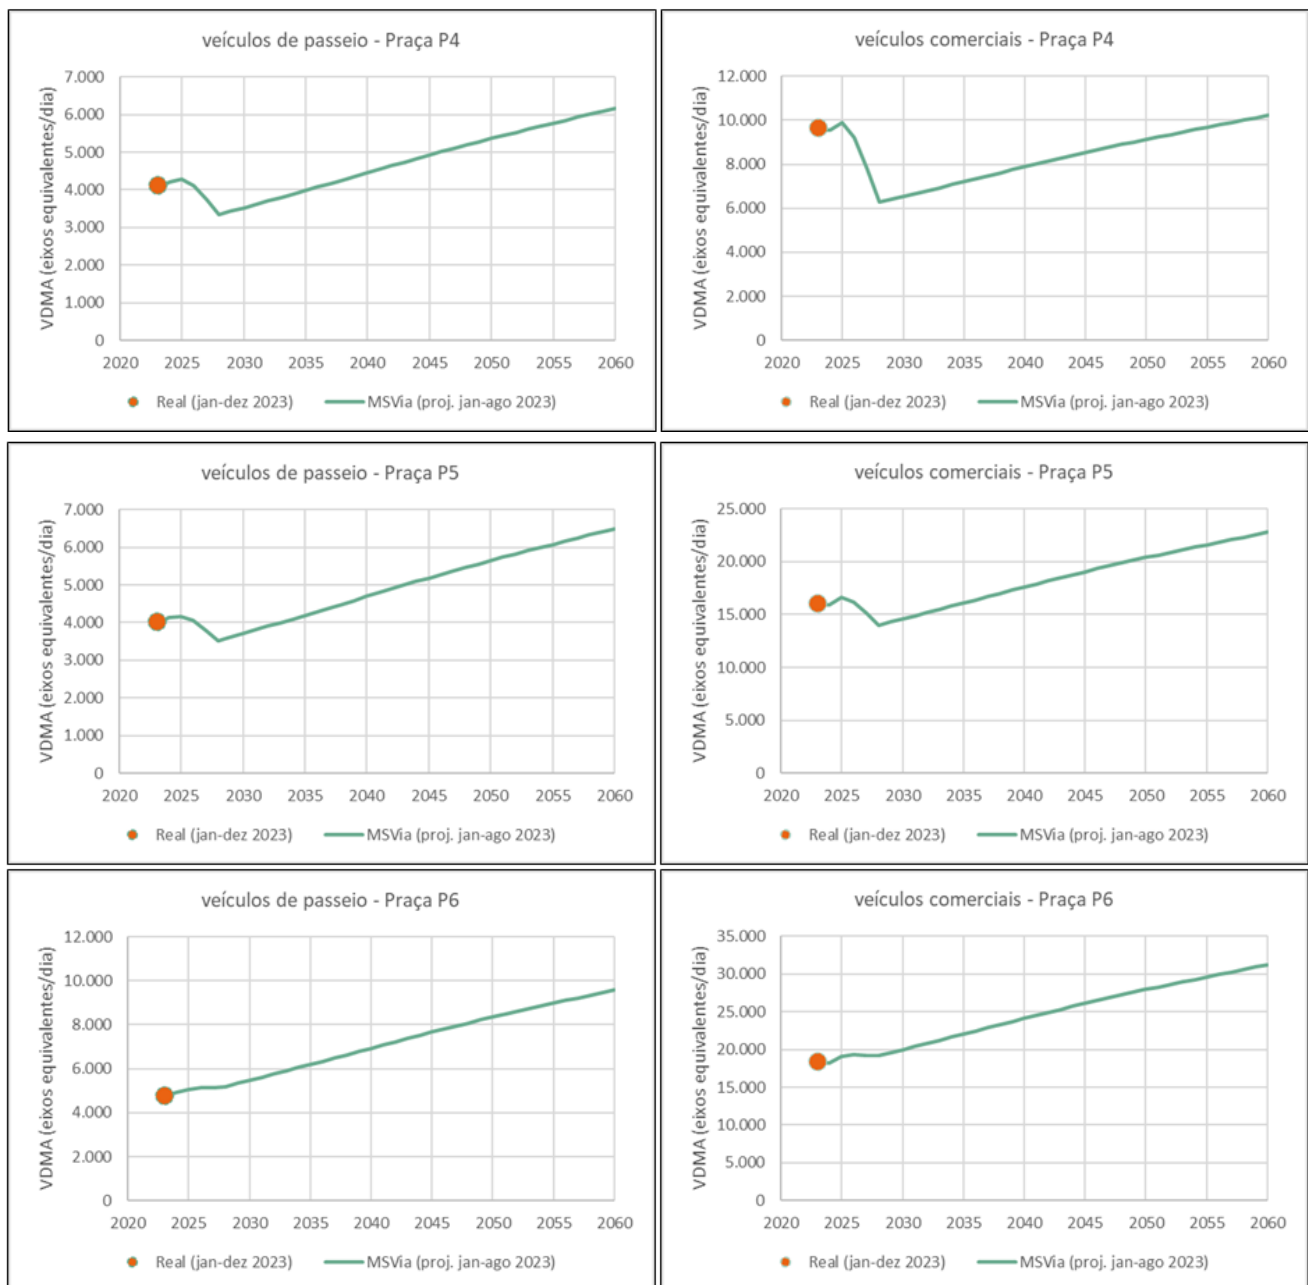 veículos de passeio - Praça P4
VDMA (eixos equivalentes/dia)
7.000
6.000
5.000
4.000
3.000
2.000
1.000
0
2020 2025 2030 2035 2040 2045 2050 2055 2060
Real (jan-dez 2023) MSVia (proj. jan-ago 2023)
veículos comerciais - Praça P4
VDMA (eixos equivalentes/dia)
12.000
10.000
8.000
6.000
4.000
2.000
0
2020 2025 2030 2035 2040 2045 2050 2055 2060
Real (jan-dez 2023) MSVia (proj. jan-ago 2023)
veículos de passeio - Praça P5
VDMA (eixos equivalentes/dia)
7.000
6.000
5.000
4.000
3.000
2.000
1.000
0
2020 2025 2030 2035 2040 2045 2050 2055 2060
Real (jan-dez 2023) MSVia (proj. jan-ago 2023)
veículos comerciais - Praça P5
VDMA (eixos equivalentes/dia)
25.000
20.000
15.000
10.000
5.000
0
2020 2025 2030 2035 2040 2045 2050 2055 2060
Real (jan-dez 2023) MSVia (proj. jan-ago 2023)
veículos de passeio - Praça P6
VDMA (eixos equivalentes/dia)
12.000
10.000
8.000
6.000
4.000
2.000
0
2020 2025 2030 2035 2040 2045 2050 2055 2060
Real (jan-dez 2023) MSVia (proj. jan-ago 2023)
veículos comerciais - Praça P6
VDMA (eixos equivalentes/dia)
35.000
30.000
25.000
20.000
15.000
10.000
5.000
0
2020 2025 2030 2035 2040 2045 2050 2055 2060
Real (jan-dez 2023) MSVia (proj. jan-ago 2023)